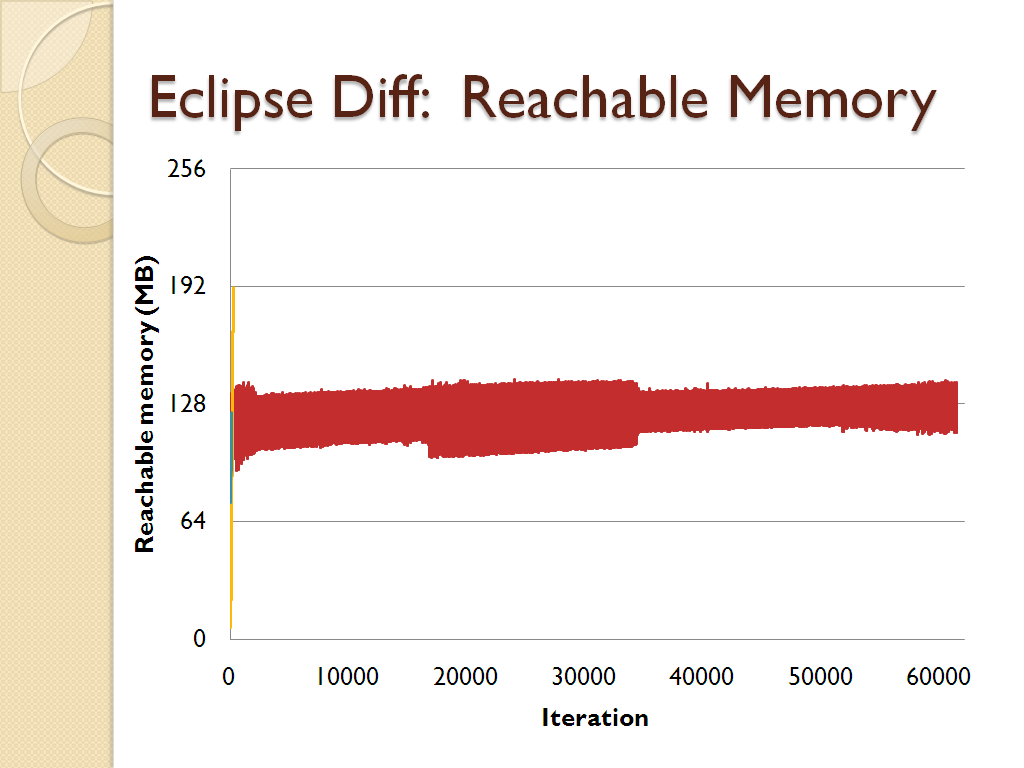 Eclipse Diff:  Reachable Memory
256
192
128
64
0
Reachable memory (MB)
0 10000 20000 30000 40000 50000 60000
Iteration